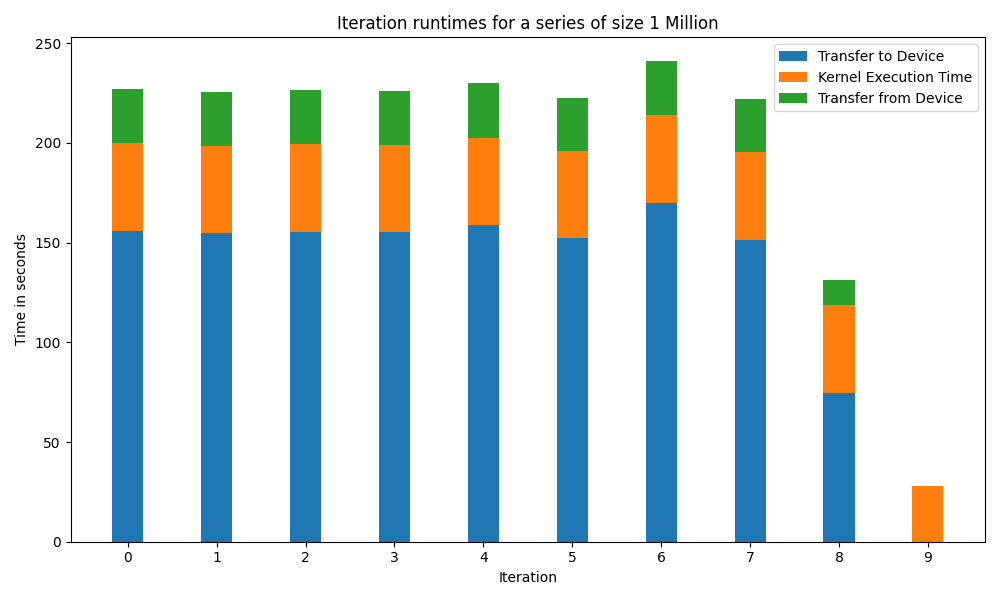 Iteration runtimes for a series of size 1 Million
Transfer to Device
Kernel Execution Time
Transfer from Device
Time in seconds
250
200
150
100
50
0
0 1 2 3 4 5 6 7 8 9
Iteration